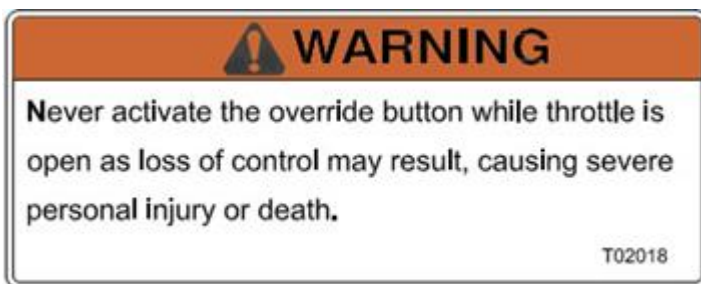 WARNING
Never activate the override button while throttle is
open as loss of control may result, causing severe
personal injury or death.
T02018